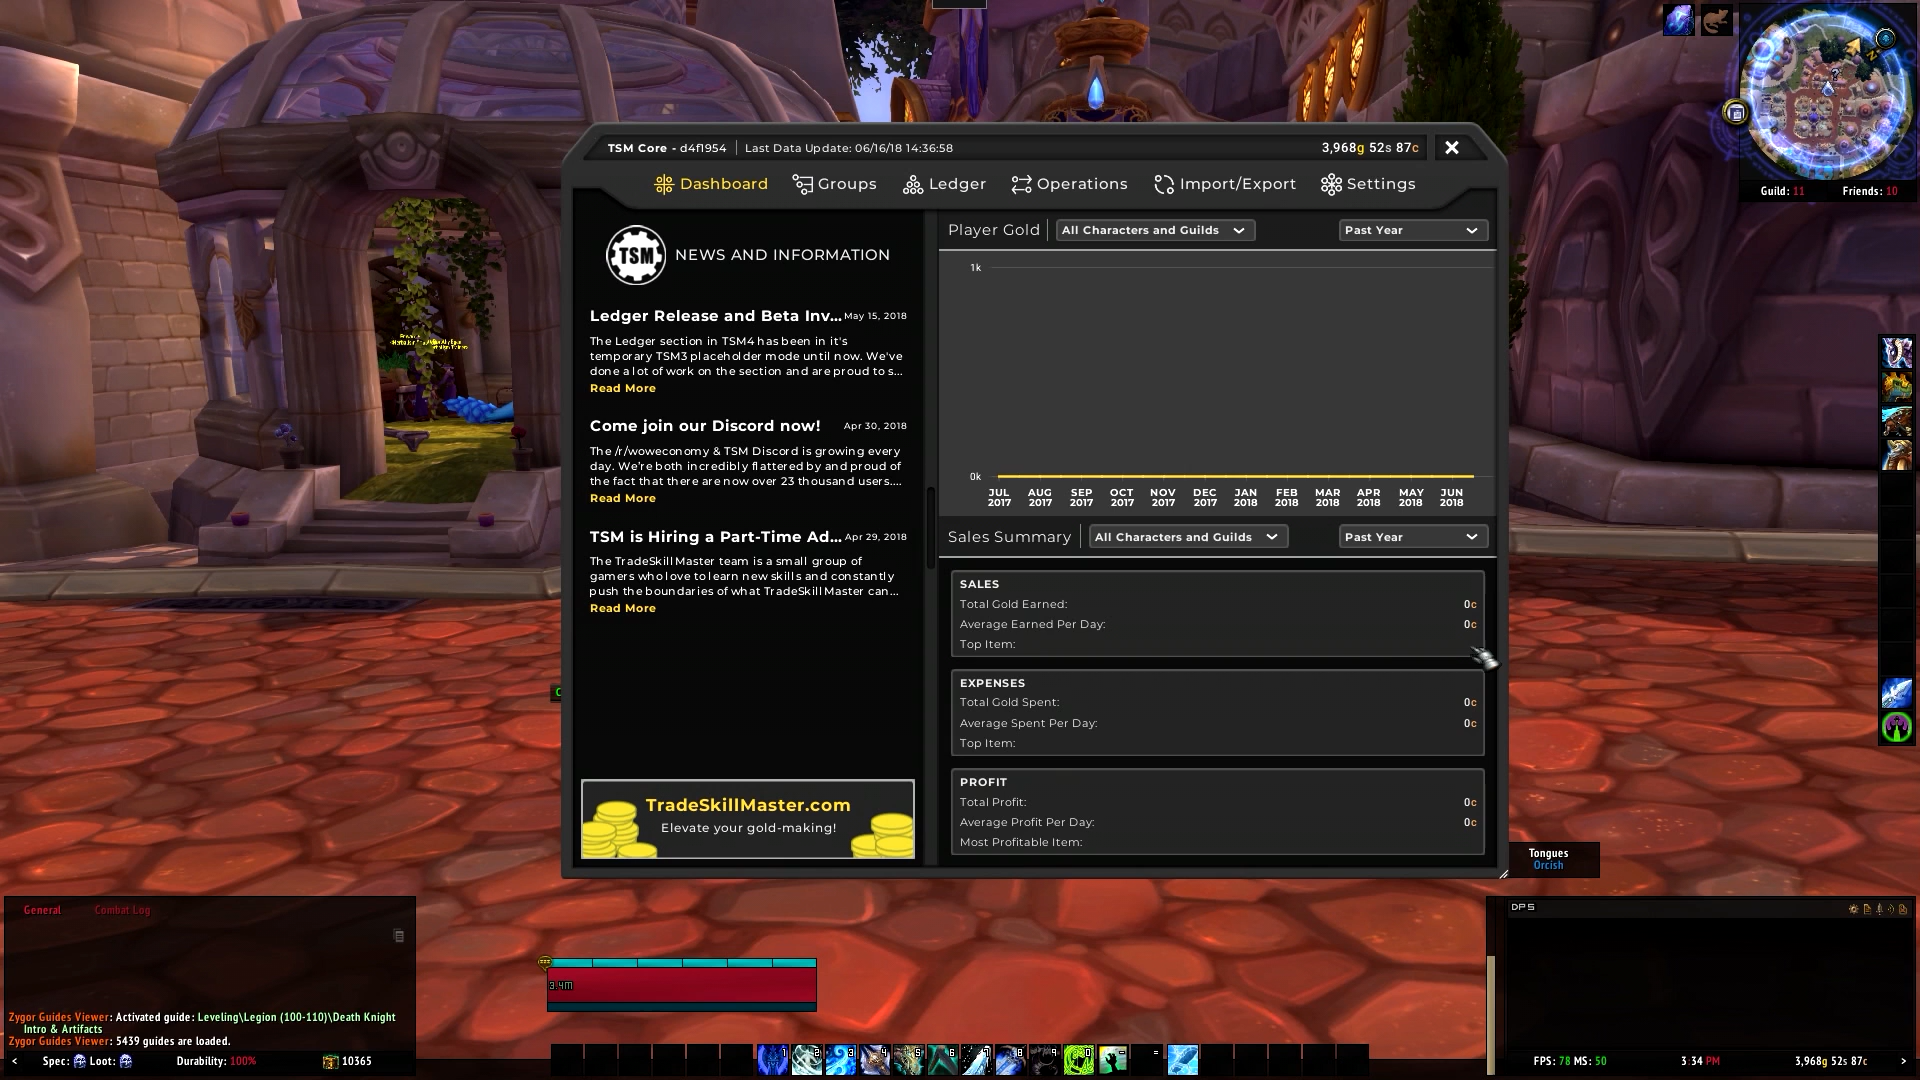 TSM Core - d4f1954 Last Data Update: 06/16/18 14:36:58 3,968g 52s 87c
Dashboard Groups Ledger Operations Import/Export Settings
Guild: 11 Friends: 10
TSM NEWS AND INFORMATION
Ledger Release and Beta Inv... May 15, 2018
The Ledger section in TSM4 has been in it's
temporary TSM3 placeholder mode until now. We've
done a lot of work on the section and are proud to s...
Read More
Come join our Discord now! Apr 30, 2018
The /r/woweconomy & TSM Discord is growing every
day. We're both incredibly flattered by and proud of
the fact that there are now over 23 thousand users....
Read More
TSM is Hiring a Part-Time Ad... Apr 29, 2018
The TradeSkillMaster team is a small group of
gamers who love to learn new skills and constantly
push the boundaries of what TradeSkillMaster can...
Read More
TradeSkillMaster.com
Elevate your gold-making!
Player Gold All Characters and Guilds Past Year
1k
0k
JUL 2017 AUG 2017 SEP 2017 OCT 2017 NOV 2017 DEC 2017 JAN 2018 FEB 2018 MAR 2018 APR 2018 MAY 2018 JUN 2018
Sales Summary All Characters and Guilds Past Year
SALES
Total Gold Earned: 0c
Average Earned Per Day: 0c
Top Item:
EXPENSES
Total Gold Spent: 0c
Average Spent Per Day: 0c
Top Item:
PROFIT
Total Profit: 0c
Average Profit Per Day: 0c
Most Profitable Item:
Tongues
Orcish
General Combat Log
Zygor Guides Viewer: Activated guide: Leveling\Legion (100-110)\Death Knight
Intro & Artifacts
Zygor Guides Viewer: 5439 guides are loaded.
< Spec: Loot: Durability: 100% 10365
3.4m
1 2 3 4 5 6 7 8 9 0 - =
DPS
FPS: 78 MS: 50 3:34 PM 3,968g 52s 87c >